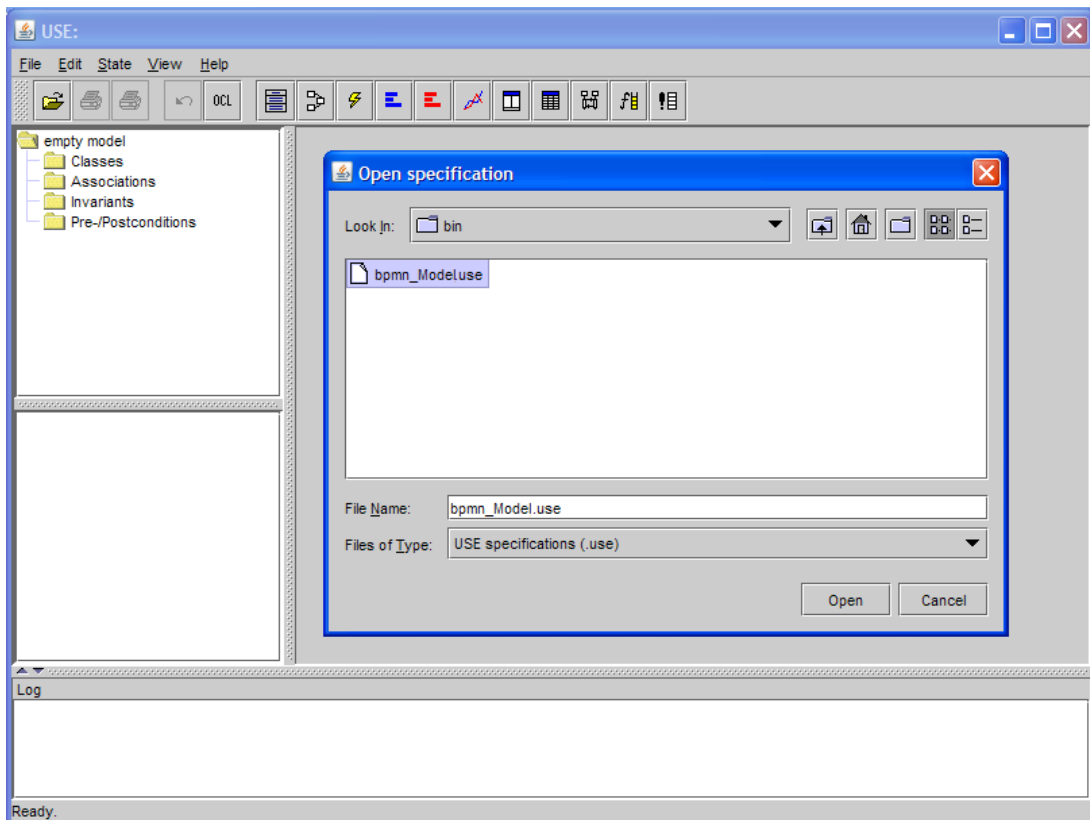 USE:
File Edit State View Help
OCL
empty model
Classes
Associations
Invariants
Pre-/Postconditions
Open specification
Look In: bin
bpmn_Model.use
File Name: bpmn_Model.use
Files of Type: USE specifications (.use)
Open Cancel
Log
Ready.